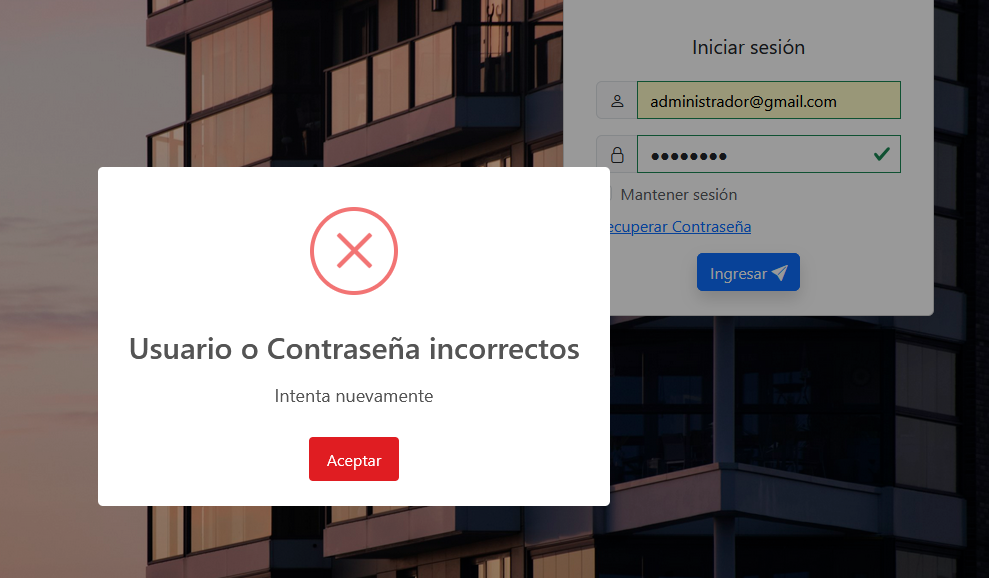 Iniciar sesión
administrador@gmail.com
Mantener sesión
ecuperar Contraseña
Ingresar
Usuario o Contraseña incorrectos
Intenta nuevamente
Aceptar